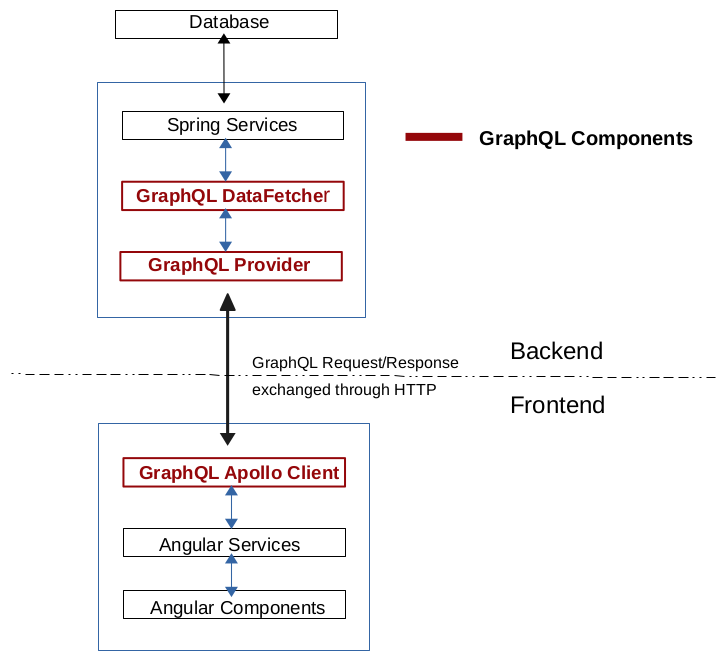 Database
Spring Services
GraphQL Components
GraphQL DataFetcher
GraphQL Provider
Backend
GraphQL Request/Response
exchanged through HTTP
Frontend
GraphQL Apollo Client
Angular Services
Angular Components